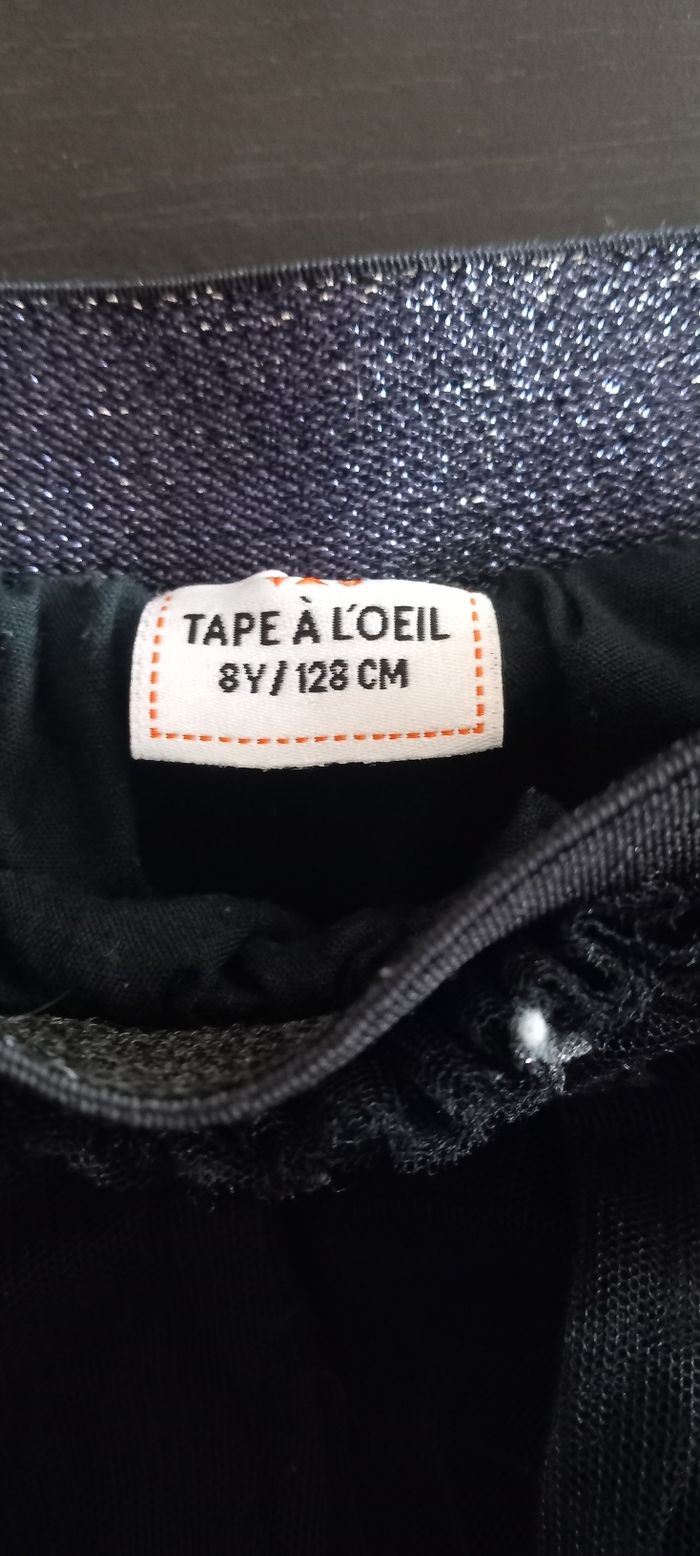 TAPE À L'OEIL
8Y/128 CM